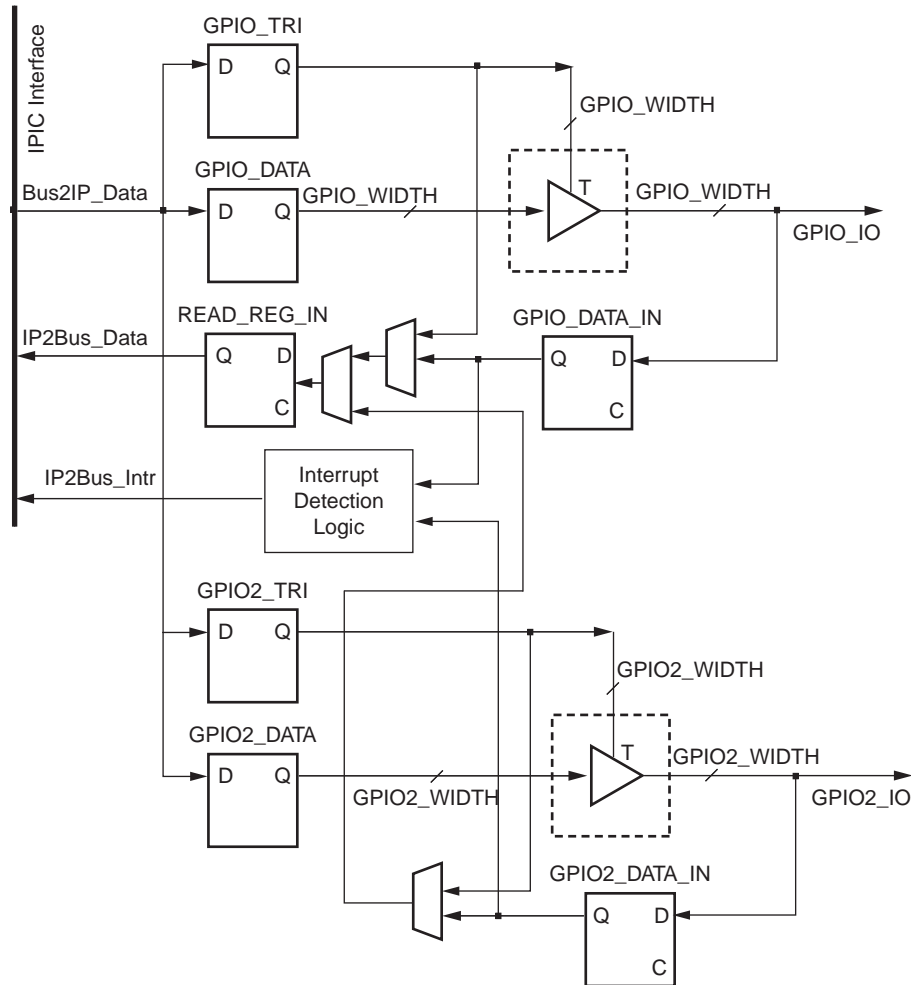 GPIO_TRI
D Q
IPIC Interface
GPIO_WIDTH
Bus2IP_Data
GPIO_DATA
D Q
GPIO_WIDTH
T
GPIO_WIDTH
GPIO_IO
READ_REG_IN
GPIO_DATA_IN
IP2Bus_Data
Q D
C
Q D
C
IP2Bus_Intr
Interrupt
Detection
Logic
GPIO2_TRI
D Q
GPIO2_WIDTH
GPIO2_DATA
D Q
GPIO2_WIDTH
T
GPIO2_WIDTH
GPIO2_IO
GPIO2_DATA_IN
Q D
C